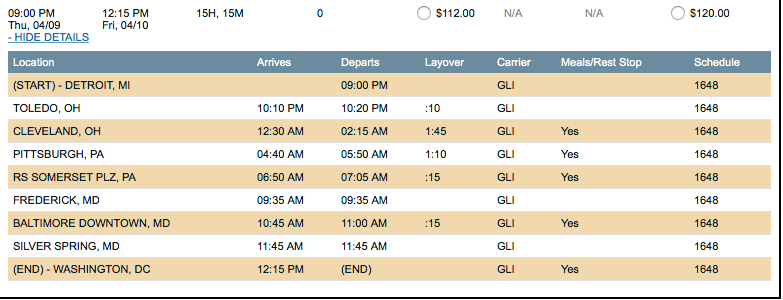 09:00 PM 12:15 PM 15H, 15M 0 $112.00 N/A N/A $120.00
Thu, 04/09 Fri, 04/10
- HIDE DETAILS
Location Arrives Departs Layover Carrier Meals/Rest Stop Schedule
(START) - DETROIT, MI 09:00 PM GLI 1648
TOLEDO, OH 10:10 PM 10:20 PM :10 GLI 1648
CLEVELAND, OH 12:30 AM 02:15 AM 1:45 GLI Yes 1648
PITTSBURGH, PA 04:40 AM 05:50 AM 1:10 GLI Yes 1648
RS SOMERSET PLZ, PA 06:50 AM 07:05 AM :15 GLI Yes 1648
FREDERICK, MD 09:35 AM 09:35 AM GLI 1648
BALTIMORE DOWNTOWN, MD 10:45 AM 11:00 AM :15 GLI Yes 1648
SILVER SPRING, MD 11:45 AM 11:45 AM GLI 1648
(END) - WASHINGTON, DC 12:15 PM (END) GLI Yes 1648